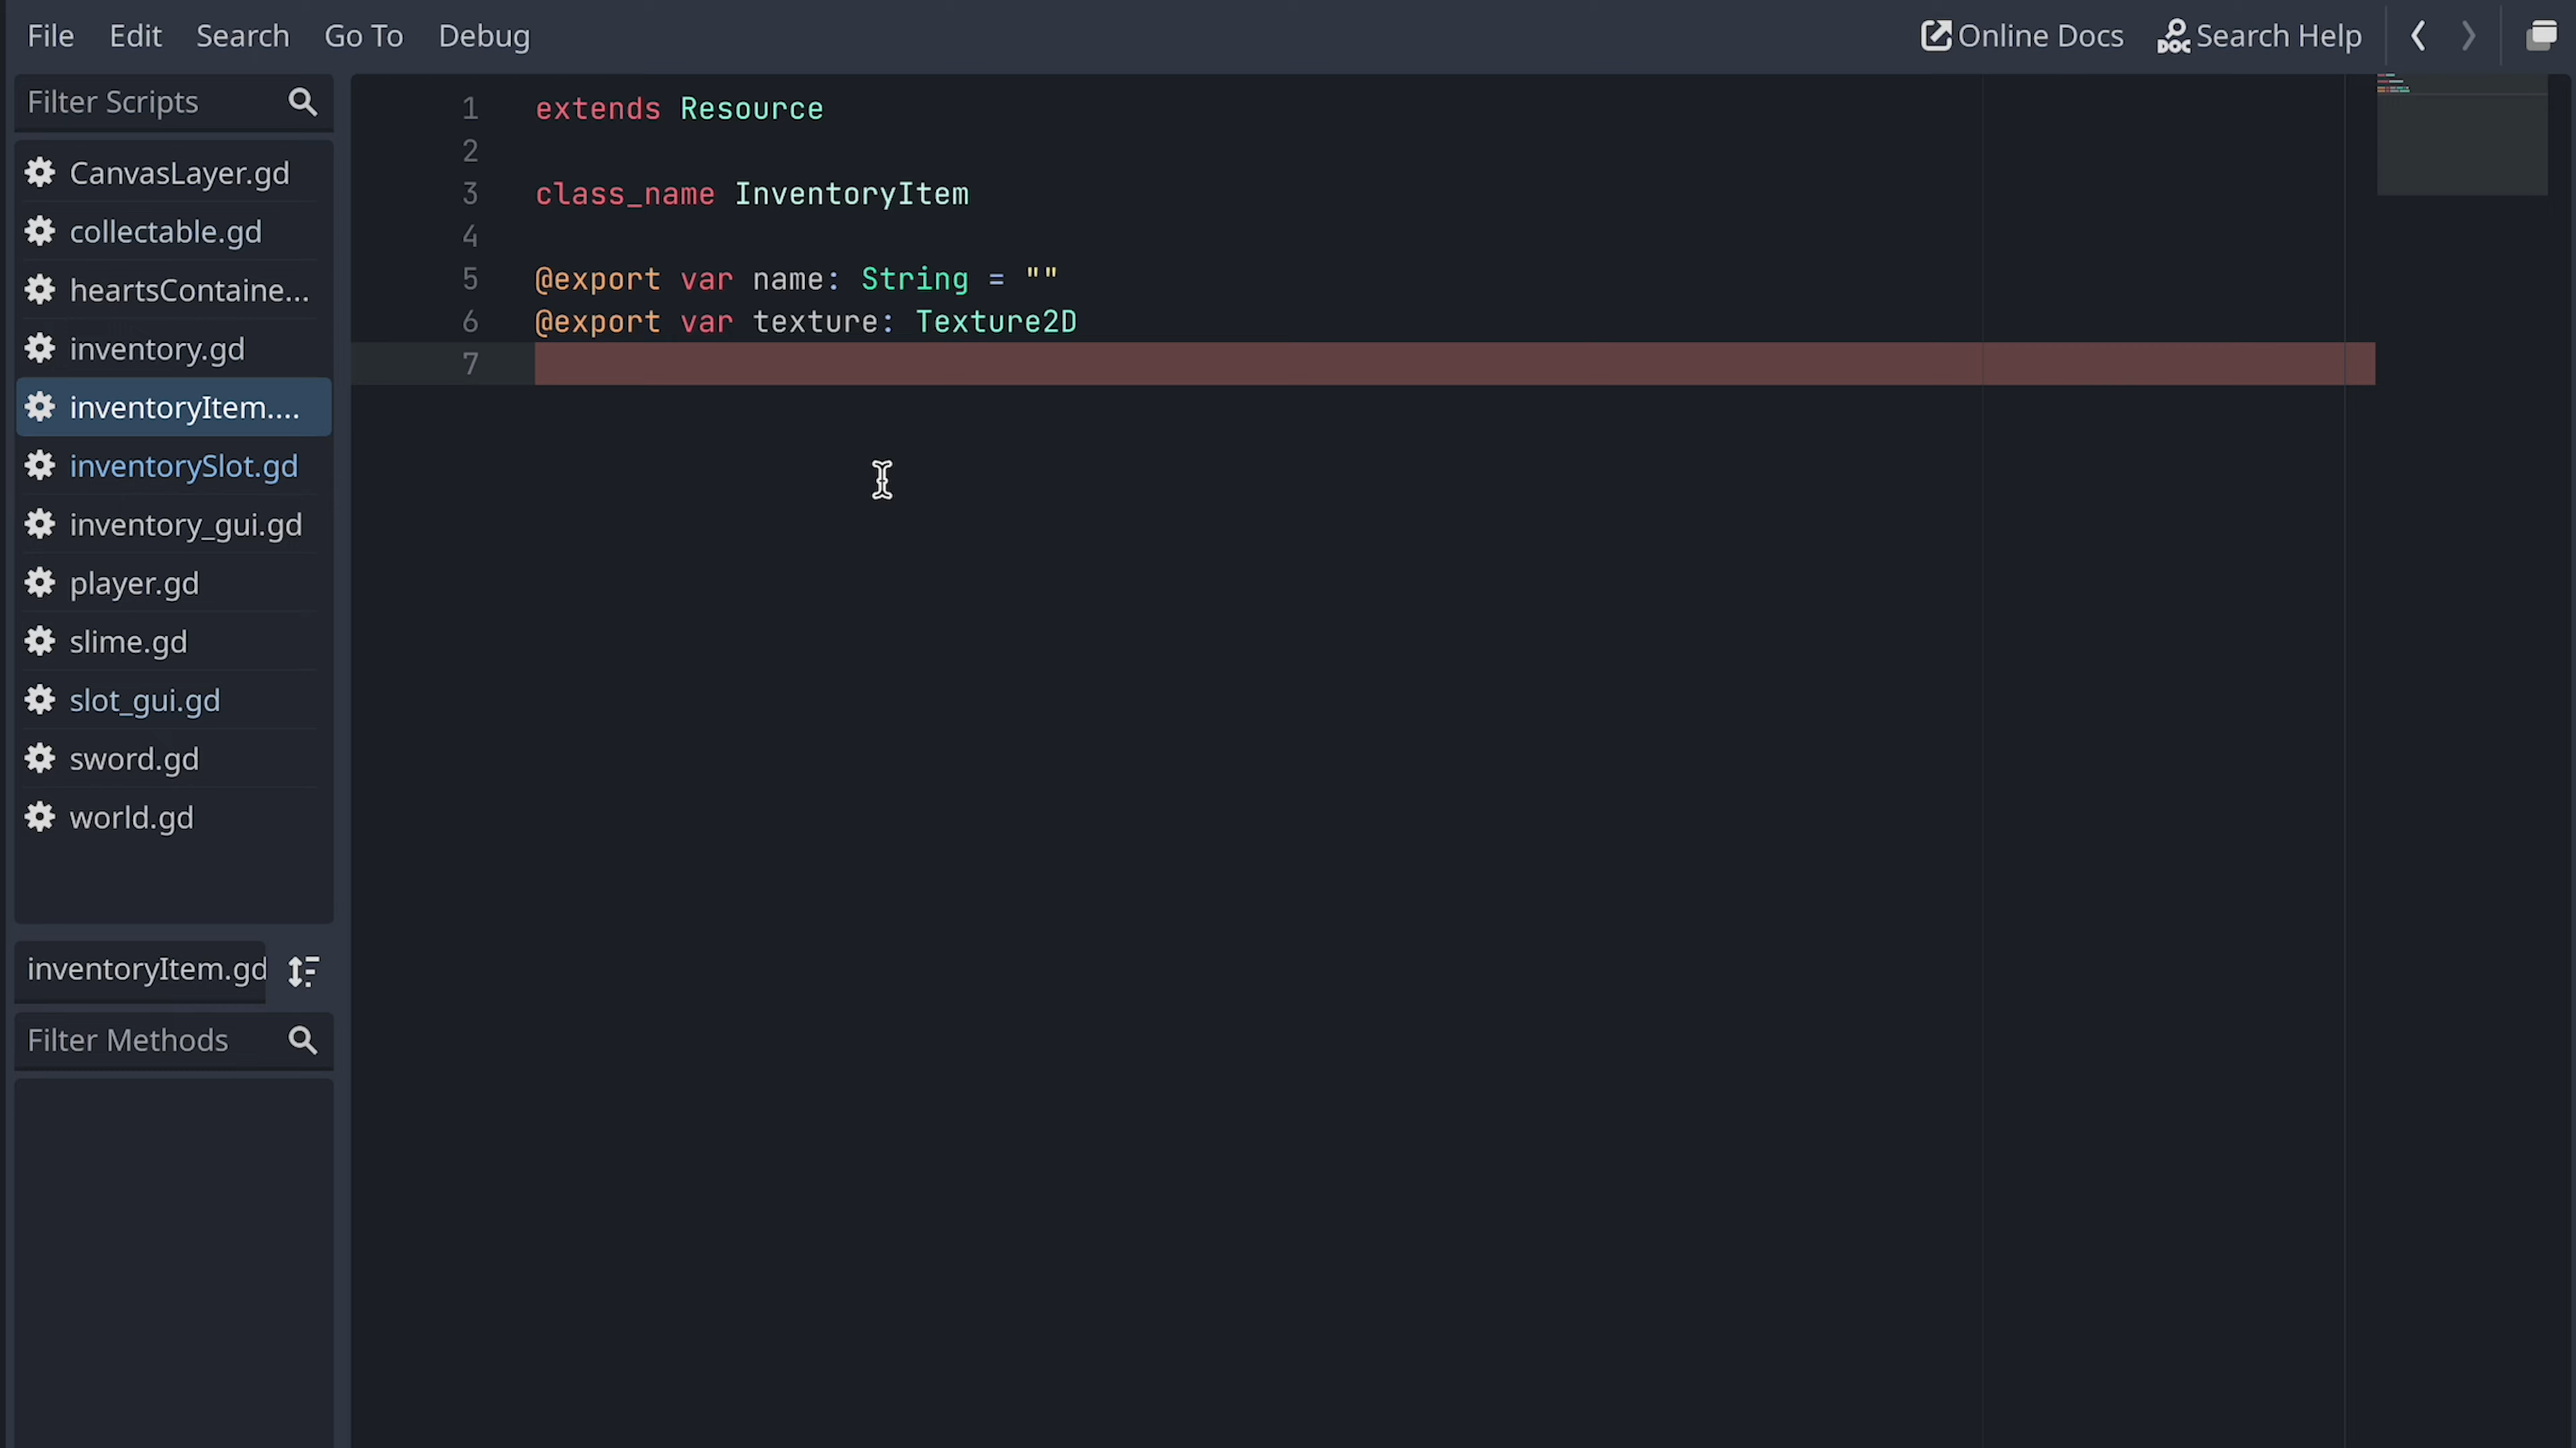 File Edit Search Go To Debug Online Docs Search Help
Filter Scripts
CanvasLayer.gd
collectable.gd
heartsContaine...
inventory.gd
inventoryItem....
inventorySlot.gd
inventory_gui.gd
player.gd
slime.gd
slot_gui.gd
sword.gd
world.gd
inventoryItem.gd
Filter Methods
1 extends Resource
2
3 class_name InventoryItem
4
5 @export var name: String = ""
6 @export var texture: Texture2D
7